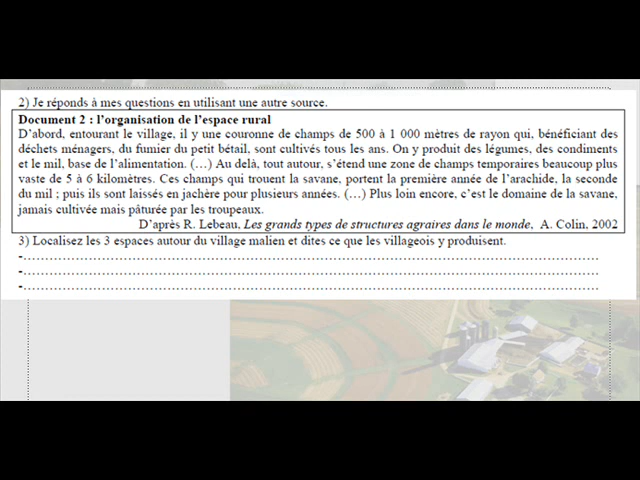 2) Je réponds à mes questions en utilisant une autre source.
Document 2 : l'organisation de l'espace rural
D'abord, entourant le village, il y une couronne de champs de 500 à 1 000 mètres de rayon qui, bénéficiant des
déchets ménagers, du fumier du petit bétail, sont cultivés tous les ans. On y produit des légumes, des condiments
et le mil, base de l'alimentation. (…) Au delà, tout autour, s'étend une zone de champs temporaires beaucoup plus
vaste de 5 à 6 kilomètres. Ces champs qui trouent la savane, portent la première année de l'arachide, la seconde
du mil ; puis ils sont laissés en jachère pour plusieurs années. (…) Plus loin encore, c'est le domaine de la savane,
jamais cultivée mais pâturée par les troupeaux.
D'après R. Lebeau, Les grands types de structures agraires dans le monde, A. Colin, 2002
3) Localisez les 3 espaces autour du village malien et dites ce que les villageois y produisent.
-……………………………………………………………………………………………
-……………………………………………………………………………………………
-……………………………………………………………………………………………